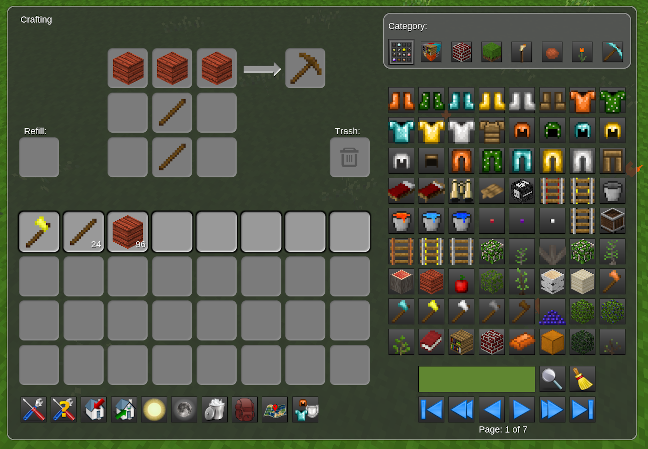 Crafting
Category:
Refill:
Trash:
24
96
Page: 1 of 7